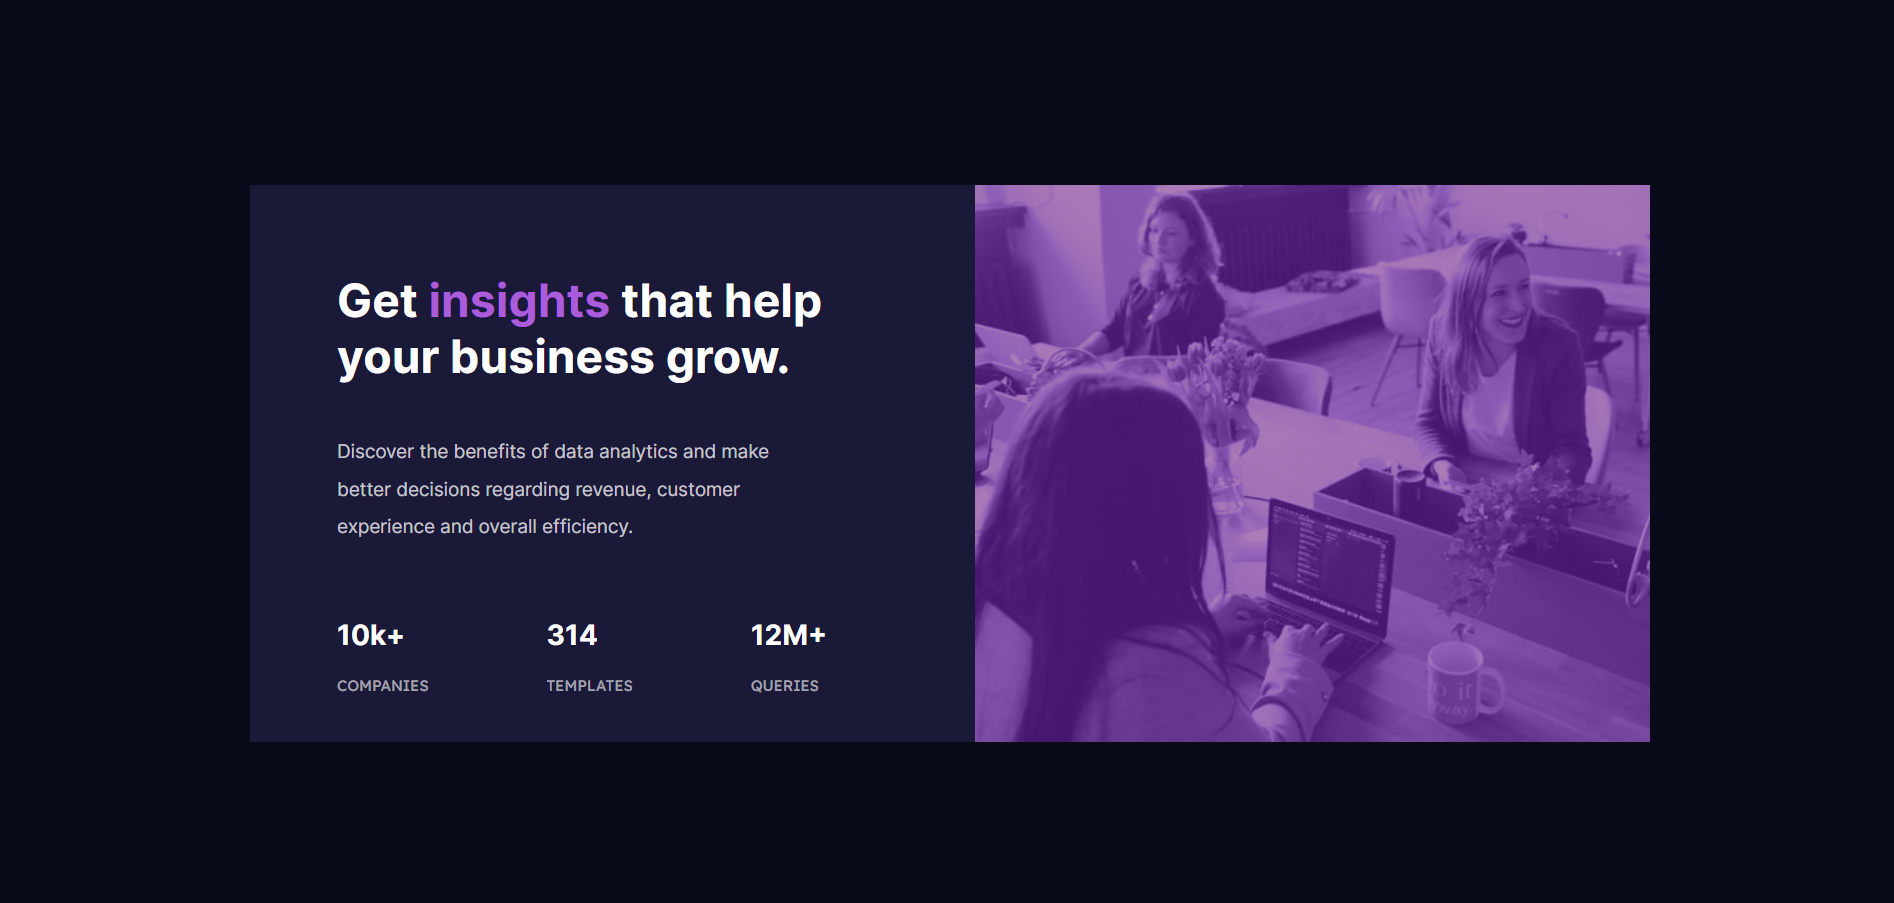 Get insights that help
your business grow.
Discover the benefits of data analytics and make
better decisions regarding revenue, customer
experience and overall efficiency.
10k+
314
12M+
COMPANIES
TEMPLATES
QUERIES